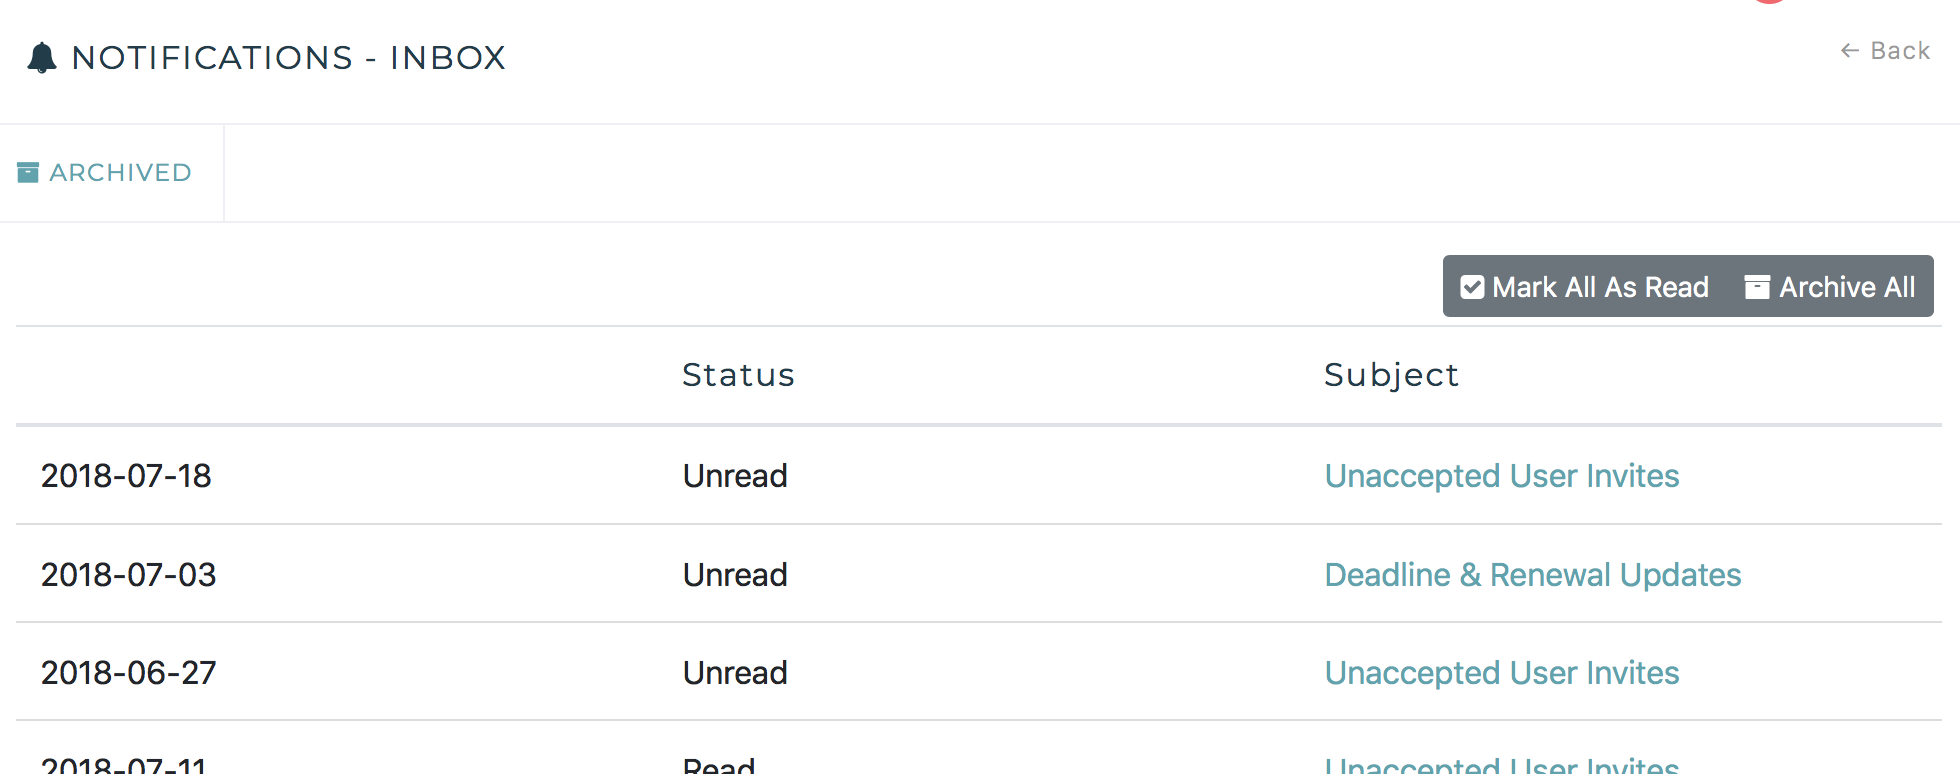 NOTIFICATIONS - INBOX
← Back
ARCHIVED
Mark All As Read Archive All
Status Subject
2018-07-18 Unread Unaccepted User Invites
2018-07-03 Unread Deadline & Renewal Updates
2018-06-27 Unread Unaccepted User Invites
2018-07-11 Read Unaccepted User Invites